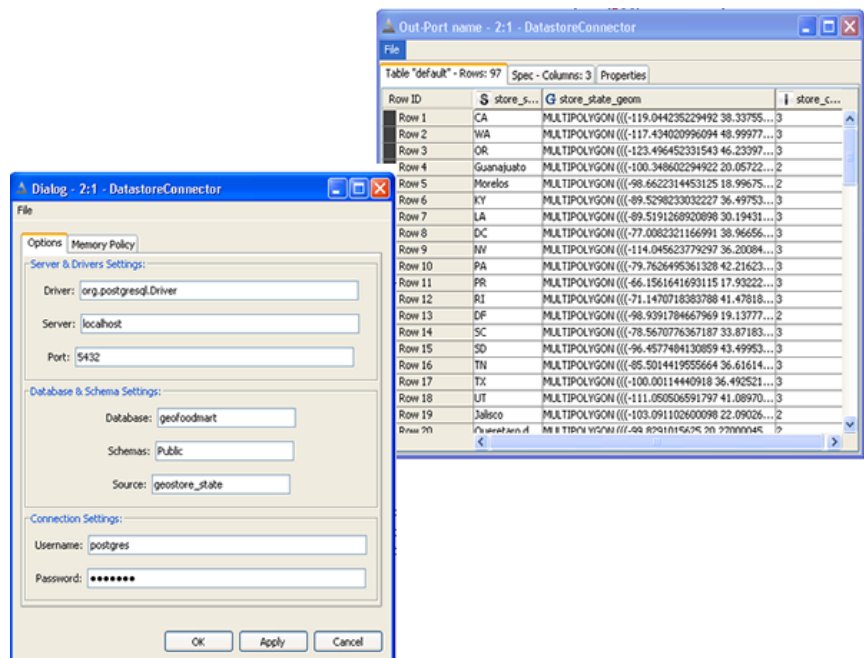 Out-Port name - 2:1 - DatastoreConnector
File
Table "default" - Rows: 97 Spec - Columns: 3 Properties
Row ID S store_s... G store_state_geom I store_c...
Row 1 CA MULTIPOLYGON (((-119.044235229492 38.33755... 3
Row 2 WA MULTIPOLYGON (((-117.434020996094 48.99977... 3
Row 3 OR MULTIPOLYGON (((-123.496452331543 46.23397... 3
Row 4 Guanajuato MULTIPOLYGON (((-100.348602294922 20.05722... 2
Row 5 Morelos MULTIPOLYGON (((-98.6622314453125 18.99675... 2
Row 6 KY MULTIPOLYGON (((-89.5298233032227 36.49753... 3
Row 7 LA MULTIPOLYGON (((-89.5191268920898 30.19431... 3
Row 8 DC MULTIPOLYGON (((-77.0082321166991 38.96656... 3
Row 9 NV MULTIPOLYGON (((-114.045623779297 36.20084... 3
Row 10 PA MULTIPOLYGON (((-79.7626495361328 42.21623... 3
Row 11 PR MULTIPOLYGON (((-66.1561641693115 17.93222... 3
Row 12 RI MULTIPOLYGON (((-71.1470718383788 41.47818... 3
Row 13 DF MULTIPOLYGON (((-98.9391784667969 19.13777... 2
Row 14 SC MULTIPOLYGON (((-78.5670776367187 33.87183... 3
Row 15 SD MULTIPOLYGON (((-96.4577484130859 43.49953... 3
Row 16 TN MULTIPOLYGON (((-85.5014419555664 36.61614... 3
Row 17 TX MULTIPOLYGON (((-100.00114440918 36.492521... 3
Row 18 UT MULTIPOLYGON (((-111.050506591797 41.08970... 3
Row 19 Jalisco MULTIPOLYGON (((-103.091102600098 22.09026... 2
Row 20 Queretaro d... MULTIPOLYGON (((-99.8291015625 20.27000045... 2
Dialog - 2:1 - DatastoreConnector
File
Options Memory Policy
Server & Drivers Settings:
Driver: org.postgresql.Driver
Server: localhost
Port: 5432
Database & Schema Settings:
Database: geofoodmart
Schemas: Public
Source: geostore_state
Connection Settings:
Username: postgres
Password: •••••••
OK Apply Cancel